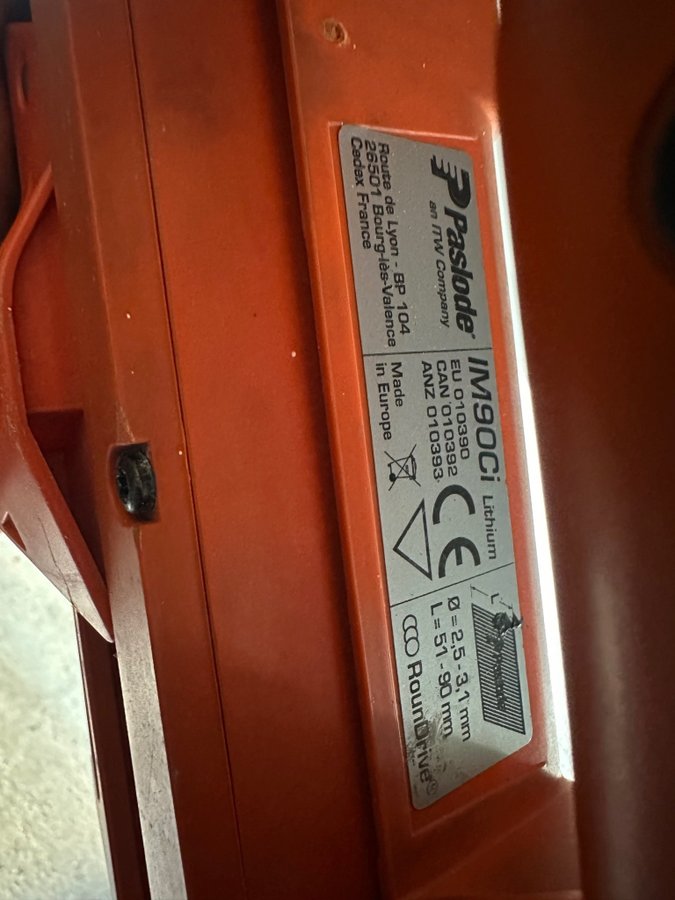 Paslode®
an ITW Company
Route de Lyon - BP 104
26501 Bourg-lès-Valence
Cedex France
IM90Ci Lithium
EU 010390
CAN 010392
ANZ 010393
Made
in Europe
CE
L
Ø = 2,5 - 3,1 mm
L = 51 - 90 mm
RounDrive®